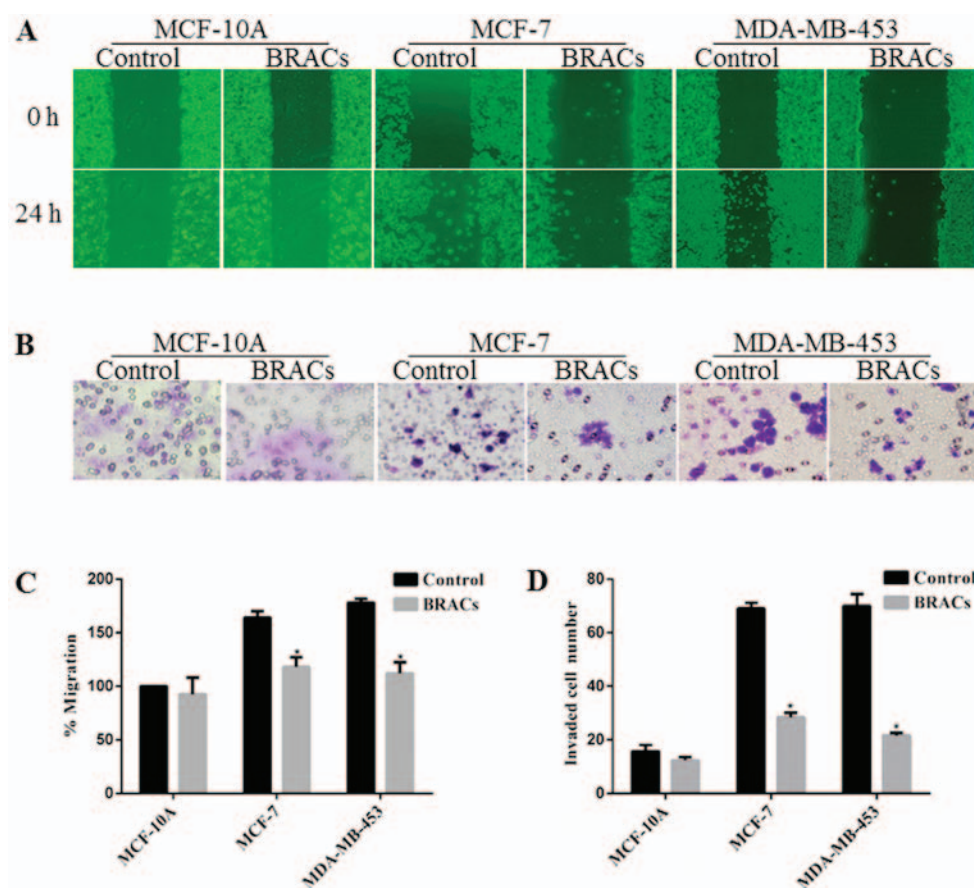 A
MCF-10A MCF-7 MDA-MB-453
Control BRACs Control BRACs Control BRACs
0 h
24 h
B
MCF-10A MCF-7 MDA-MB-453
Control BRACs Control BRACs Control BRACs
C
% Migration
200
150
100
50
0
Control
BRACs
*
*
MCF-10A
MCF-7
MDA-MB-453
D
Invaded cell number
80
60
40
20
0
Control
BRACs
*
*
MCF-10A
MCF-7
MDA-MB-453